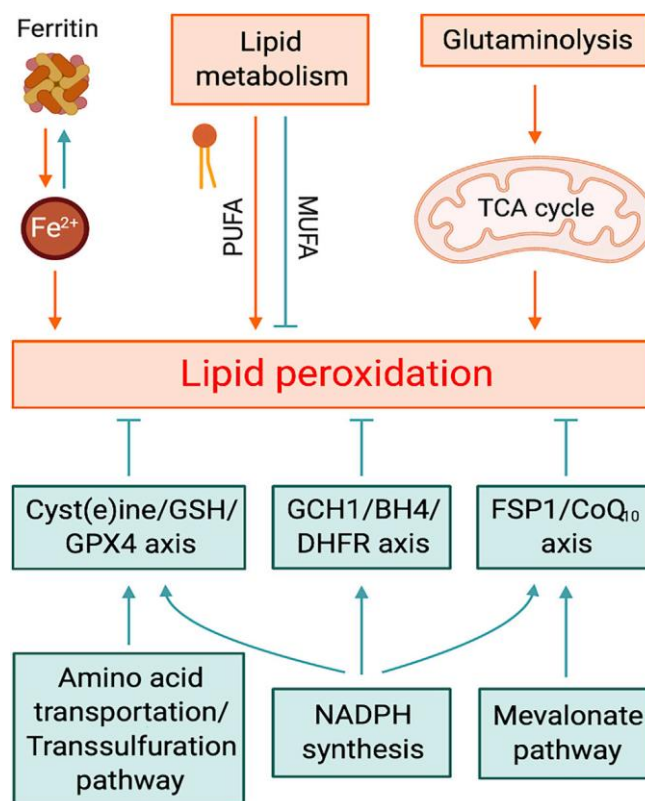 Ferritin
Lipid
metabolism
Glutaminolysis
Fe²⁺
PUFA
MUFA
TCA cycle
Lipid peroxidation
Cyst(e)ine/GSH/
GPX4 axis
GCH1/BH4/
DHFR axis
FSP1/CoQ₁₀
axis
Amino acid
transportation/
Transsulfuration
pathway
NADPH
synthesis
Mevalonate
pathway